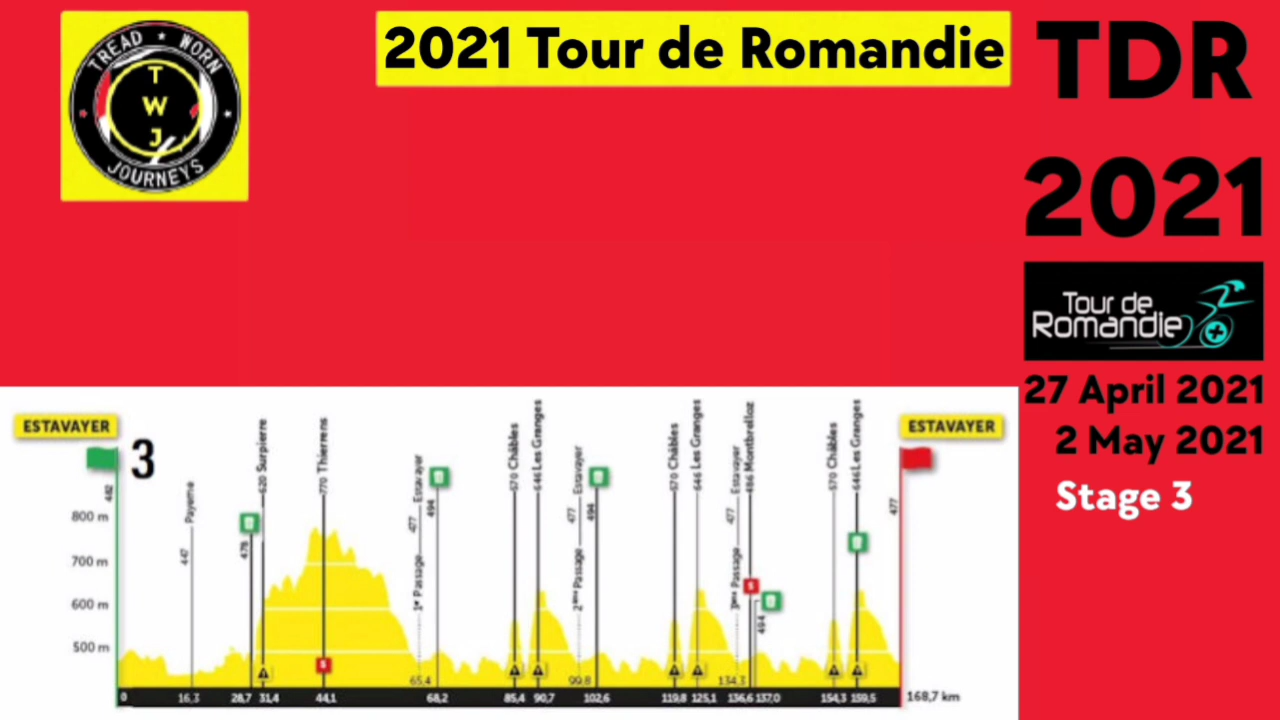 TREAD ★ WORN
T
W
J
JOURNEYS
2021 Tour de Romandie
TDR
2021
Tour de
Romandie
27 April 2021
2 May 2021
Stage 3
ESTAVAYER
ESTAVAYER
3
442
Payerne
447
478
620 Surpierre
770 Thierrens
477 Estavayer
1er Passage
494
570 Châbles
646 Les Granges
477 Estavayer
2ème Passage
494
570 Châbles
646 Les Granges
477 Estavayer
3ème Passage
486 Montbrelloz
494
570 Châbles
646 Les Granges
477
800 m
700 m
600 m
500 m
S
S
65,4
99,8
134,3
0 16,3 28,7 31,4 44,1 68,2 85,4 90,7 102,6 119,8 125,1 136,6 137,0 154,3 159,5 168,7 km